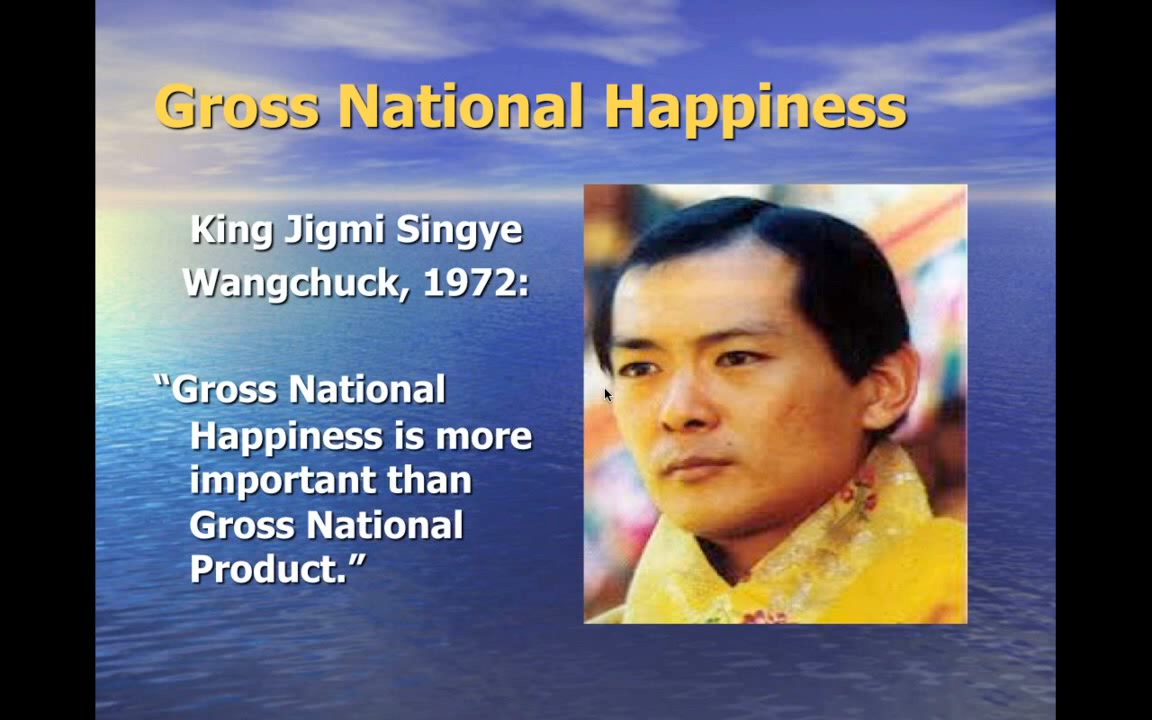 Gross National Happiness
King Jigmi Singye
Wangchuck, 1972:
“Gross National
Happiness is more
important than
Gross National
Product.”